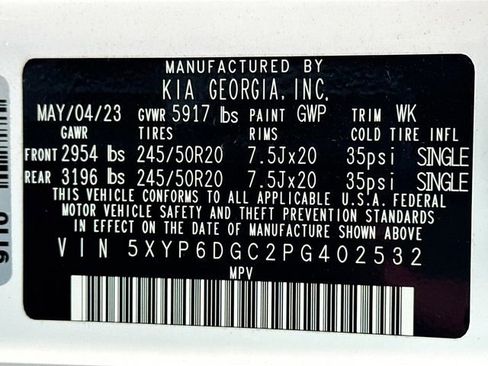 MANUFACTURED BY
KIA GEORGIA, INC.
MAY/04/23 GVWR 5917 lbs PAINT GWP TRIM WK
GAWR TIRES RIMS COLD TIRE INFL
FRONT 2954 lbs 245/50R20 7.5Jx20 35psi SINGLE
REAR 3196 lbs 245/50R20 7.5Jx20 35psi SINGLE
THIS VEHICLE CONFORMS TO ALL APPLICABLE U.S.A. FEDERAL
MOTOR VEHICLE SAFETY AND THEFT PREVENTION STANDARDS
IN EFFECT ON THE DATE OF MANUFACTURE SHOWN ABOVE.
VIN 5XYP6DGC2PG402532
MPV